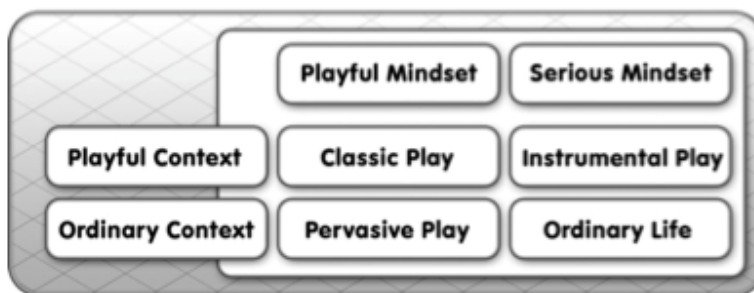 Playful Mindset Serious Mindset
Playful Context Classic Play Instrumental Play
Ordinary Context Pervasive Play Ordinary Life